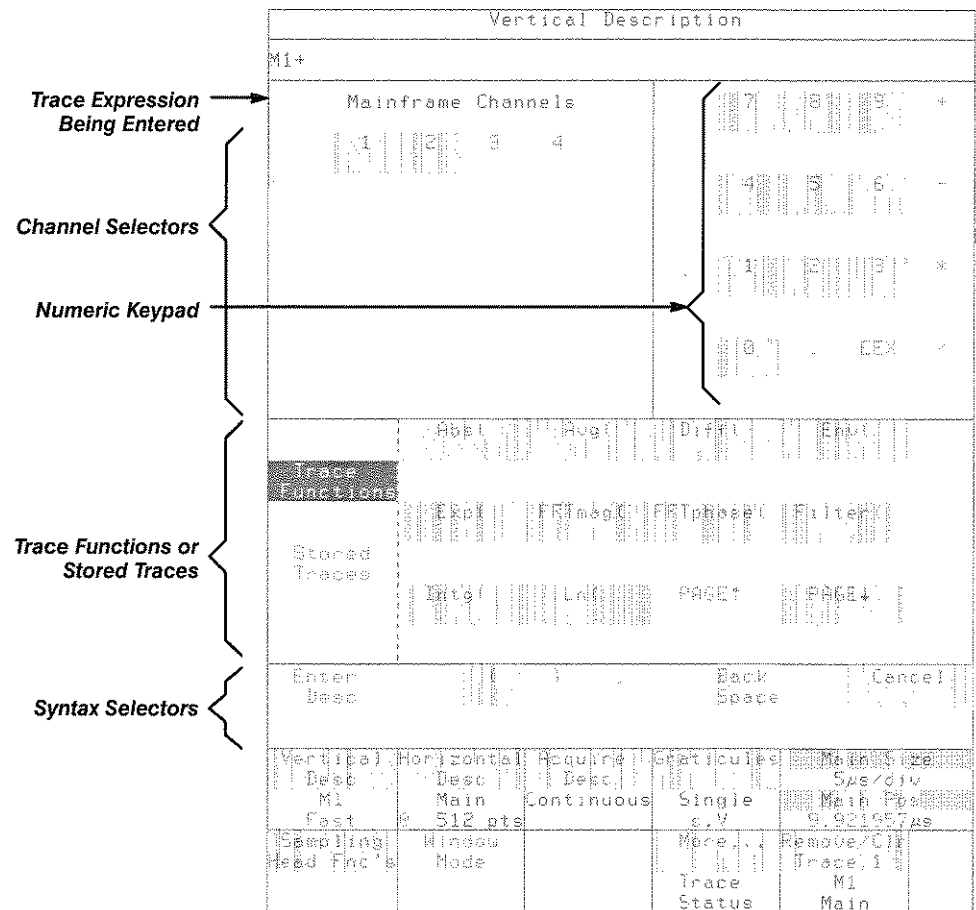 Vertical Description
M1+
Trace Expression
Being Entered
Channel Selectors
Numeric Keypad
Trace Functions or
Stored Traces
Syntax Selectors
Mainframe Channels
1 2 3 4
7 8 9 +
4 5 6 -
1 2 3 *
0 . EEX /
Trace
Functions
Stored
Traces
Abs( Avg( Diff( Env(
Exp( FFTmag( FFTphase( Filter(
Intg( Ln( PAGE↑ PAGE↓
Enter
Desc
( ) ,
Back
Space
Cancel
Vertical
Desc
M1
Fast
Horizontal
Desc
Main
512 pts
Acquire
Desc
Continuous
Graticules
Single
c.V
Main Size
5µs/div
Main Pos
9.921957µs
Sampling
Head Fnc's
Window
Mode
More...
Trace
Status
Remove/Clr
Trace 1
M1
Main